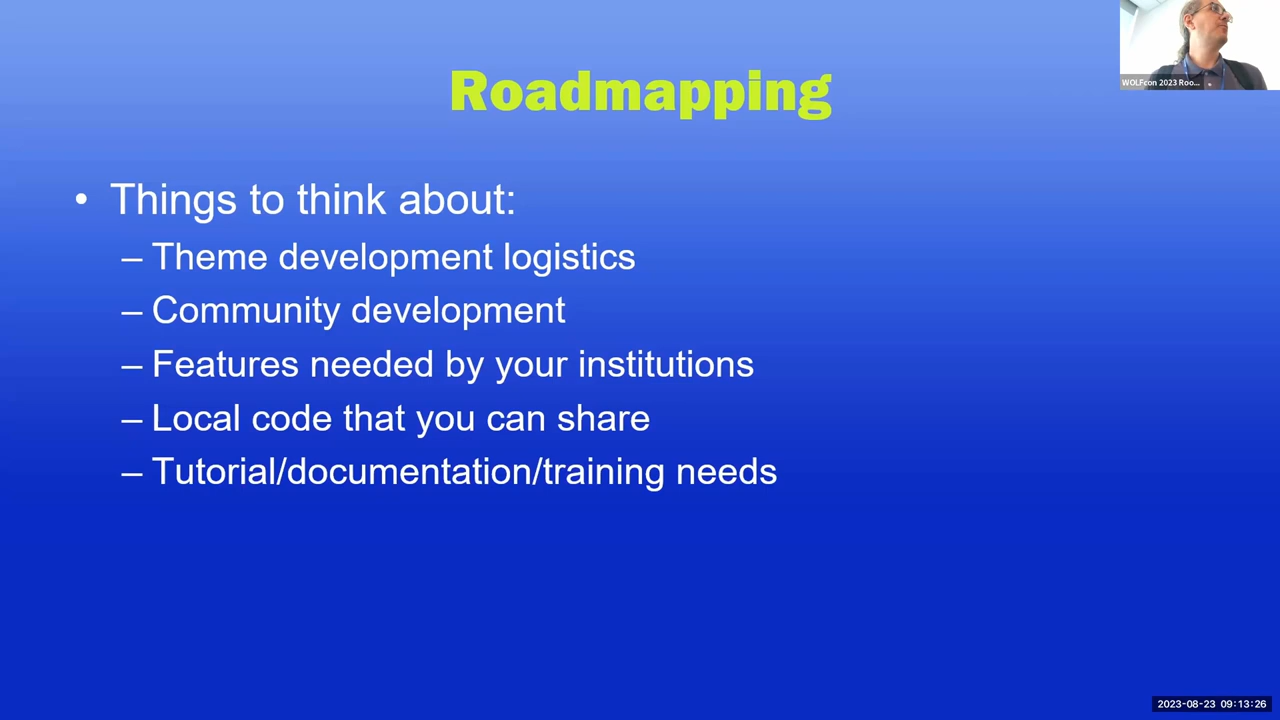 Roadmapping
WOLFcon 2023 Roo...
• Things to think about:
– Theme development logistics
– Community development
– Features needed by your institutions
– Local code that you can share
– Tutorial/documentation/training needs
2023-08-23 09:13:26